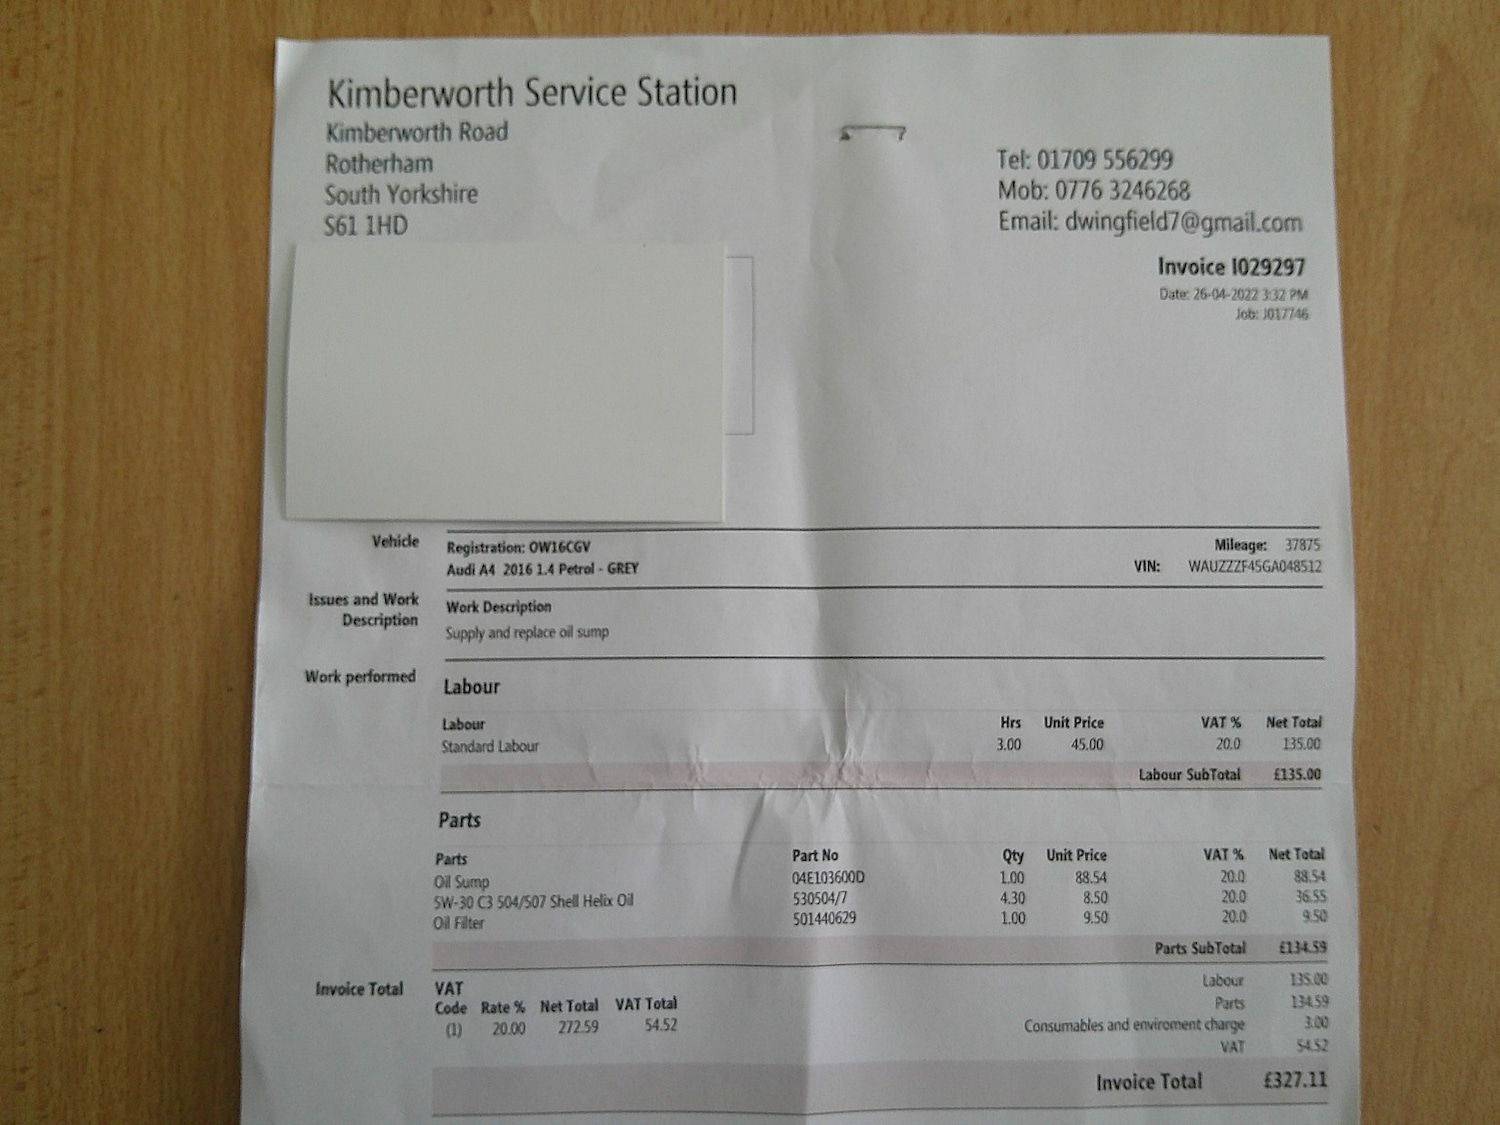 Kimberworth Service Station
Kimberworth Road
Rotherham
South Yorkshire
S61 1HD
Tel: 01709 556299
Mob: 0776 3246268
Email: dwingfield7@gmail.com
Invoice I029297
Date: 26-04-2022 3:32 PM
Job: J017746
Vehicle
Registration: OW16CGV
Mileage: 37875
Audi A4 2016 1.4 Petrol - GREY
VIN: WAUZZZF45GA048512
Issues and Work Description
Work Description
Supply and replace oil sump
Work performed
Labour
Labour Hrs Unit Price VAT % Net Total
Standard Labour 3.00 45.00 20.0 135.00
Labour SubTotal £135.00
Parts
Parts Part No Qty Unit Price VAT % Net Total
Oil Sump 04E103600D 1.00 88.54 20.0 88.54
5W-30 C3 504/507 Shell Helix Oil 530504/7 4.30 8.50 20.0 36.55
Oil Filter 501440629 1.00 9.50 20.0 9.50
Parts SubTotal £134.59
Invoice Total
VAT
Code Rate % Net Total VAT Total
(1) 20.00 272.59 54.52
Labour 135.00
Parts 134.59
Consumables and enviroment charge 3.00
VAT 54.52
Invoice Total £327.11